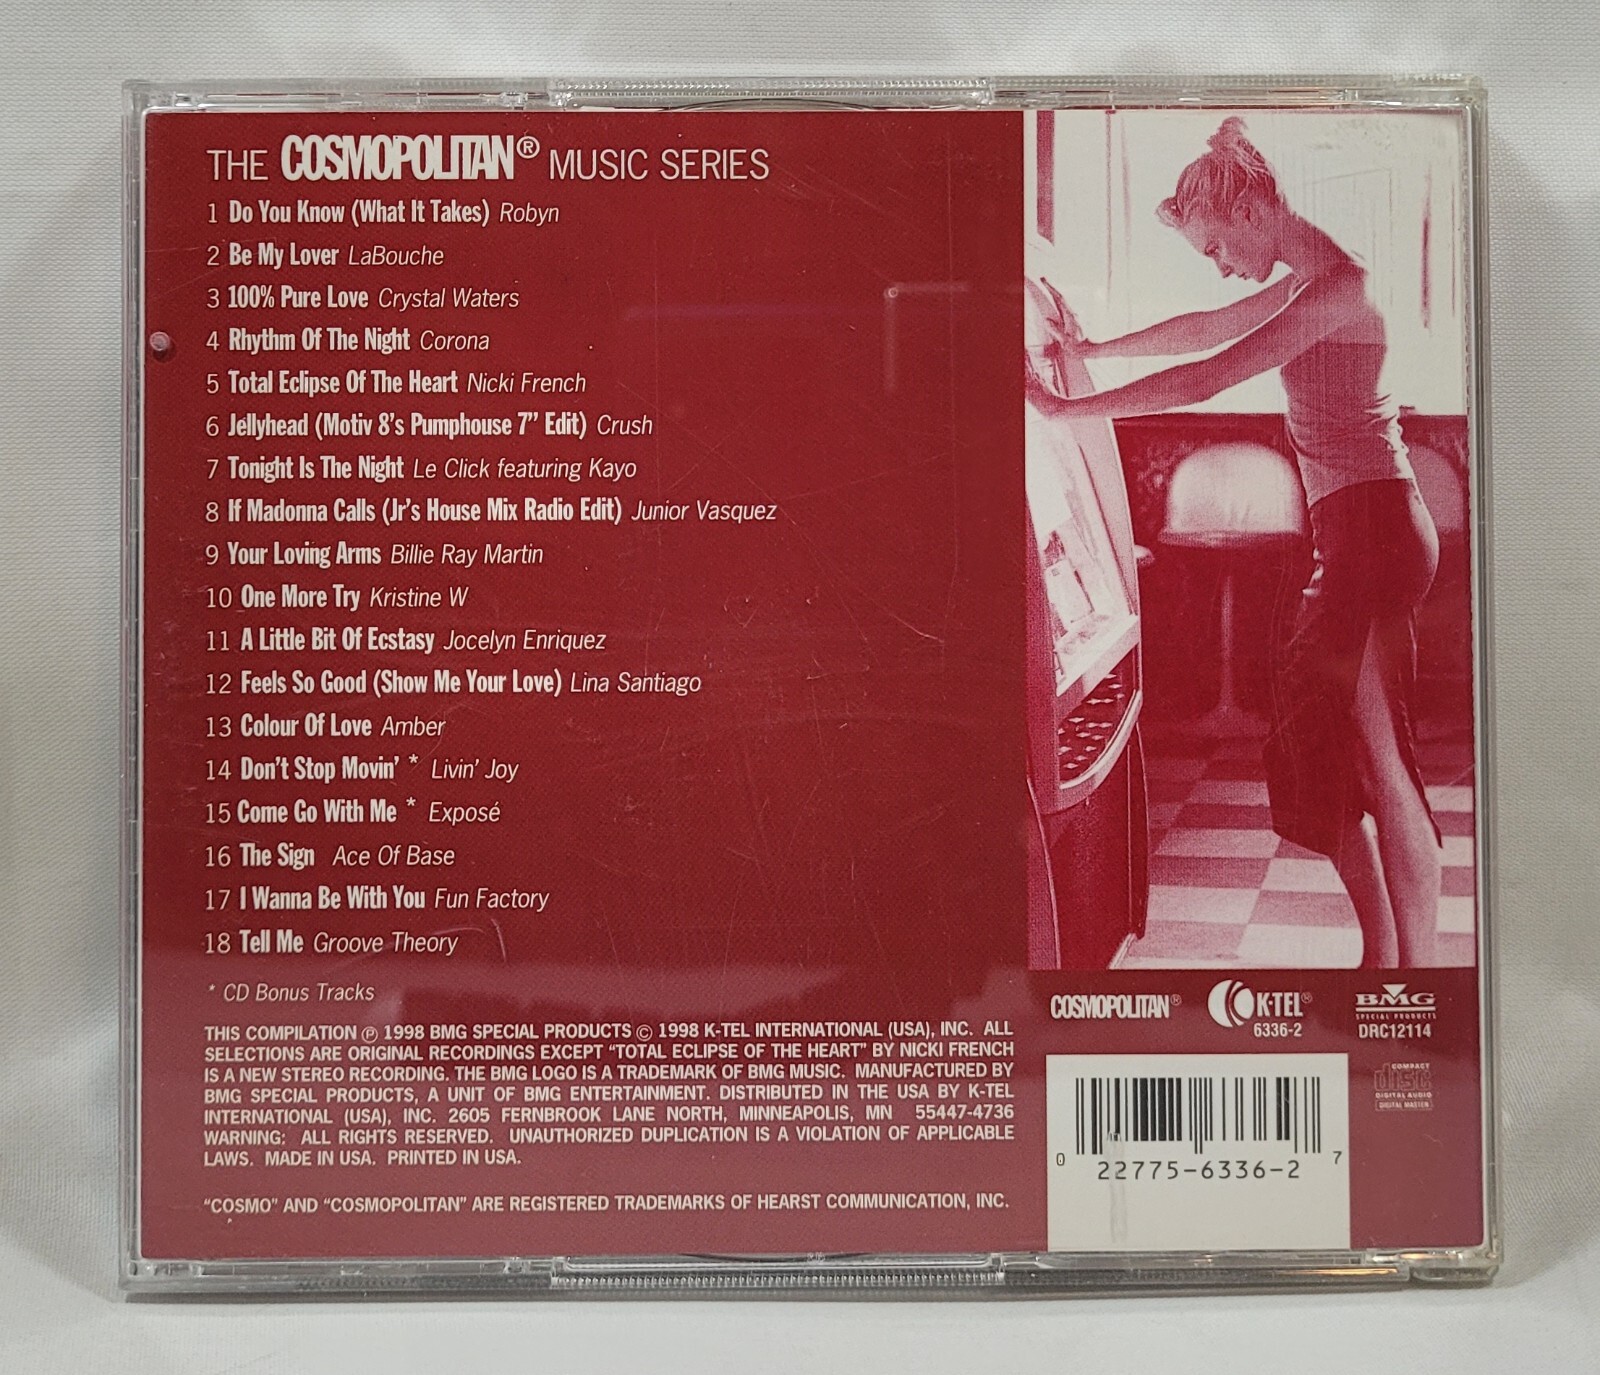 THE COSMOPOLITAN® MUSIC SERIES
1 Do You Know (What It Takes) Robyn
2 Be My Lover LaBouche
3 100% Pure Love Crystal Waters
4 Rhythm Of The Night Corona
5 Total Eclipse Of The Heart Nicki French
6 Jellyhead (Motiv 8's Pumphouse 7” Edit) Crush
7 Tonight Is The Night Le Click featuring Kayo
8 If Madonna Calls (Jr's House Mix Radio Edit) Junior Vasquez
9 Your Loving Arms Billie Ray Martin
10 One More Try Kristine W
11 A Little Bit Of Ecstasy Jocelyn Enriquez
12 Feels So Good (Show Me Your Love) Lina Santiago
13 Colour Of Love Amber
14 Don't Stop Movin' * Livin' Joy
15 Come Go With Me * Exposé
16 The Sign Ace Of Base
17 I Wanna Be With You Fun Factory
18 Tell Me Groove Theory
* CD Bonus Tracks
THIS COMPILATION ℗ 1998 BMG SPECIAL PRODUCTS © 1998 K-TEL INTERNATIONAL (USA), INC. ALL
SELECTIONS ARE ORIGINAL RECORDINGS EXCEPT “TOTAL ECLIPSE OF THE HEART” BY NICKI FRENCH
IS A NEW STEREO RECORDING. THE BMG LOGO IS A TRADEMARK OF BMG MUSIC. MANUFACTURED BY
BMG SPECIAL PRODUCTS, A UNIT OF BMG ENTERTAINMENT. DISTRIBUTED IN THE USA BY K-TEL
INTERNATIONAL (USA), INC. 2605 FERNBROOK LANE NORTH, MINNEAPOLIS, MN 55447-4736
WARNING: ALL RIGHTS RESERVED. UNAUTHORIZED DUPLICATION IS A VIOLATION OF APPLICABLE
LAWS. MADE IN USA. PRINTED IN USA.
“COSMO” AND “COSMOPOLITAN” ARE REGISTERED TRADEMARKS OF HEARST COMMUNICATION, INC.
COSMOPOLITAN®
K-TEL®
6336-2
BMG
SPECIAL PRODUCTS
DRC12114
COMPACT
disc
DIGITAL AUDIO
DIGITAL MASTER
0 22775-6336-2 7